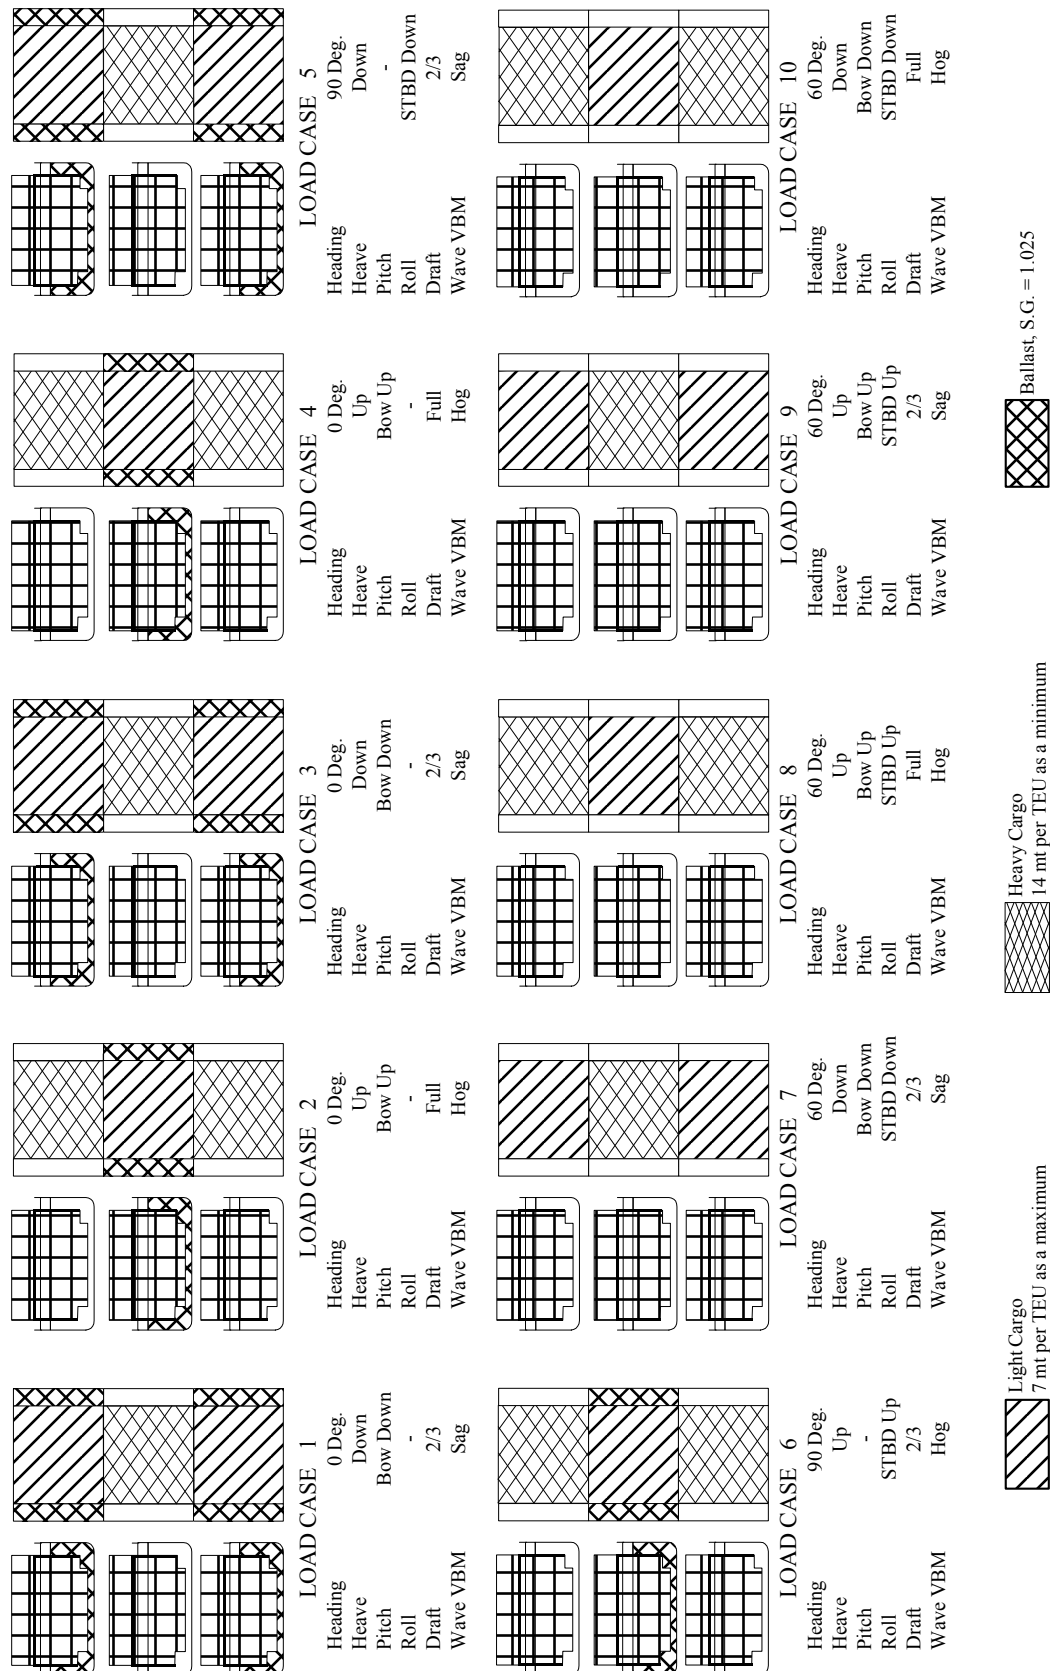 LOAD CASE 1
Heading 0 Deg.
Heave Down
Pitch Bow Down
Roll -
Draft 2/3
Wave VBM Sag
LOAD CASE 2
Heading 0 Deg.
Heave Up
Pitch Bow Up
Roll -
Draft Full
Wave VBM Hog
LOAD CASE 3
Heading 0 Deg.
Heave Down
Pitch Bow Down
Roll -
Draft 2/3
Wave VBM Sag
LOAD CASE 4
Heading 0 Deg.
Heave Up
Pitch Bow Up
Roll -
Draft Full
Wave VBM Hog
LOAD CASE 5
Heading 90 Deg.
Heave Down
Pitch -
Roll STBD Down
Draft 2/3
Wave VBM Sag
LOAD CASE 6
Heading 90 Deg.
Heave Up
Pitch -
Roll STBD Up
Draft 2/3
Wave VBM Hog
LOAD CASE 7
Heading 60 Deg.
Heave Down
Pitch Bow Down
Roll STBD Down
Draft 2/3
Wave VBM Sag
LOAD CASE 8
Heading 60 Deg.
Heave Up
Pitch Bow Up
Roll STBD Up
Draft Full
Wave VBM Hog
LOAD CASE 9
Heading 60 Deg.
Heave Up
Pitch Bow Up
Roll STBD Up
Draft 2/3
Wave VBM Sag
LOAD CASE 10
Heading 60 Deg.
Heave Down
Pitch Bow Down
Roll STBD Down
Draft Full
Wave VBM Hog
Light Cargo
7 mt per TEU as a maximum
Heavy Cargo
14 mt per TEU as a minimum
Ballast, S.G. = 1.025